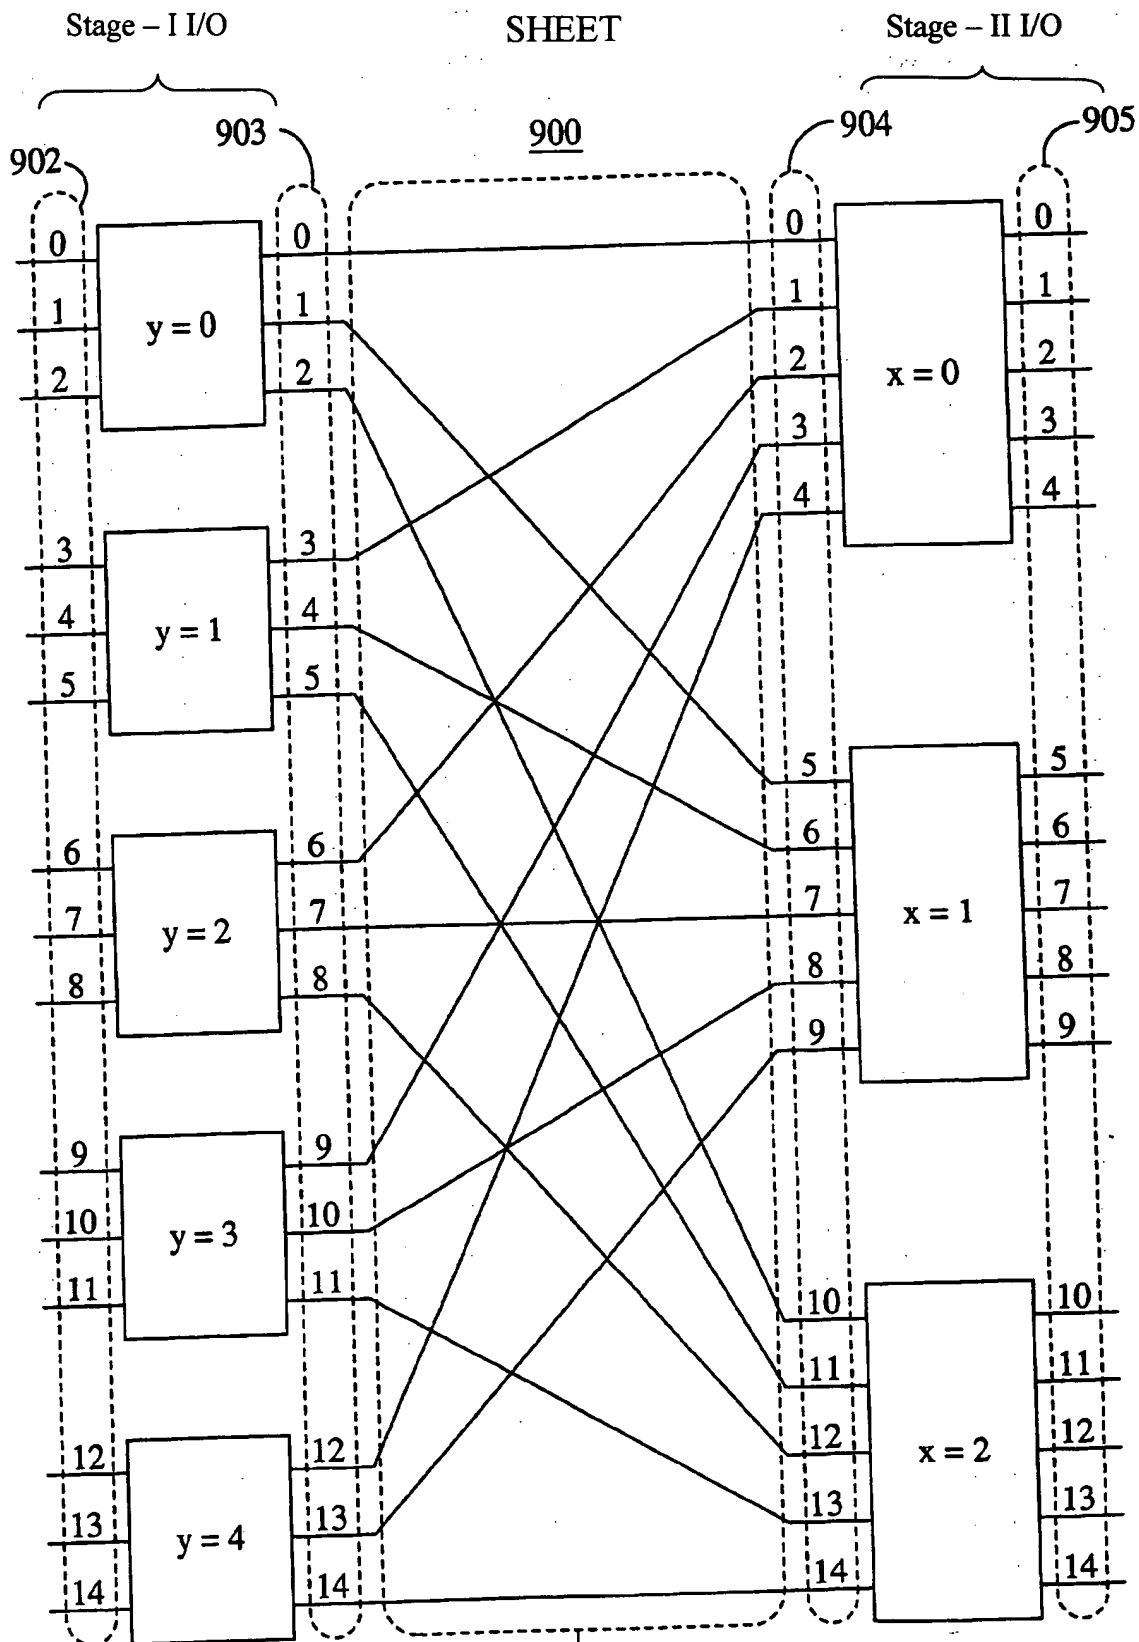 Stage – I I/O SHEET Stage – II I/O
902 903 900 904 905
0 0 0 0
1 1 1 1
2 2 2 2
y = 0 x = 0
3 3
4 4
3 3
4 4
5 5
y = 1
5 5
6 6
6 6
7 7
8 8
y = 2
7 7
8 8
9 9
x = 1
9 9
10 10
11 11
y = 3
10 10
11 11
12 12
13 13
14 14
x = 2
12 12
13 13
14 14
y = 4